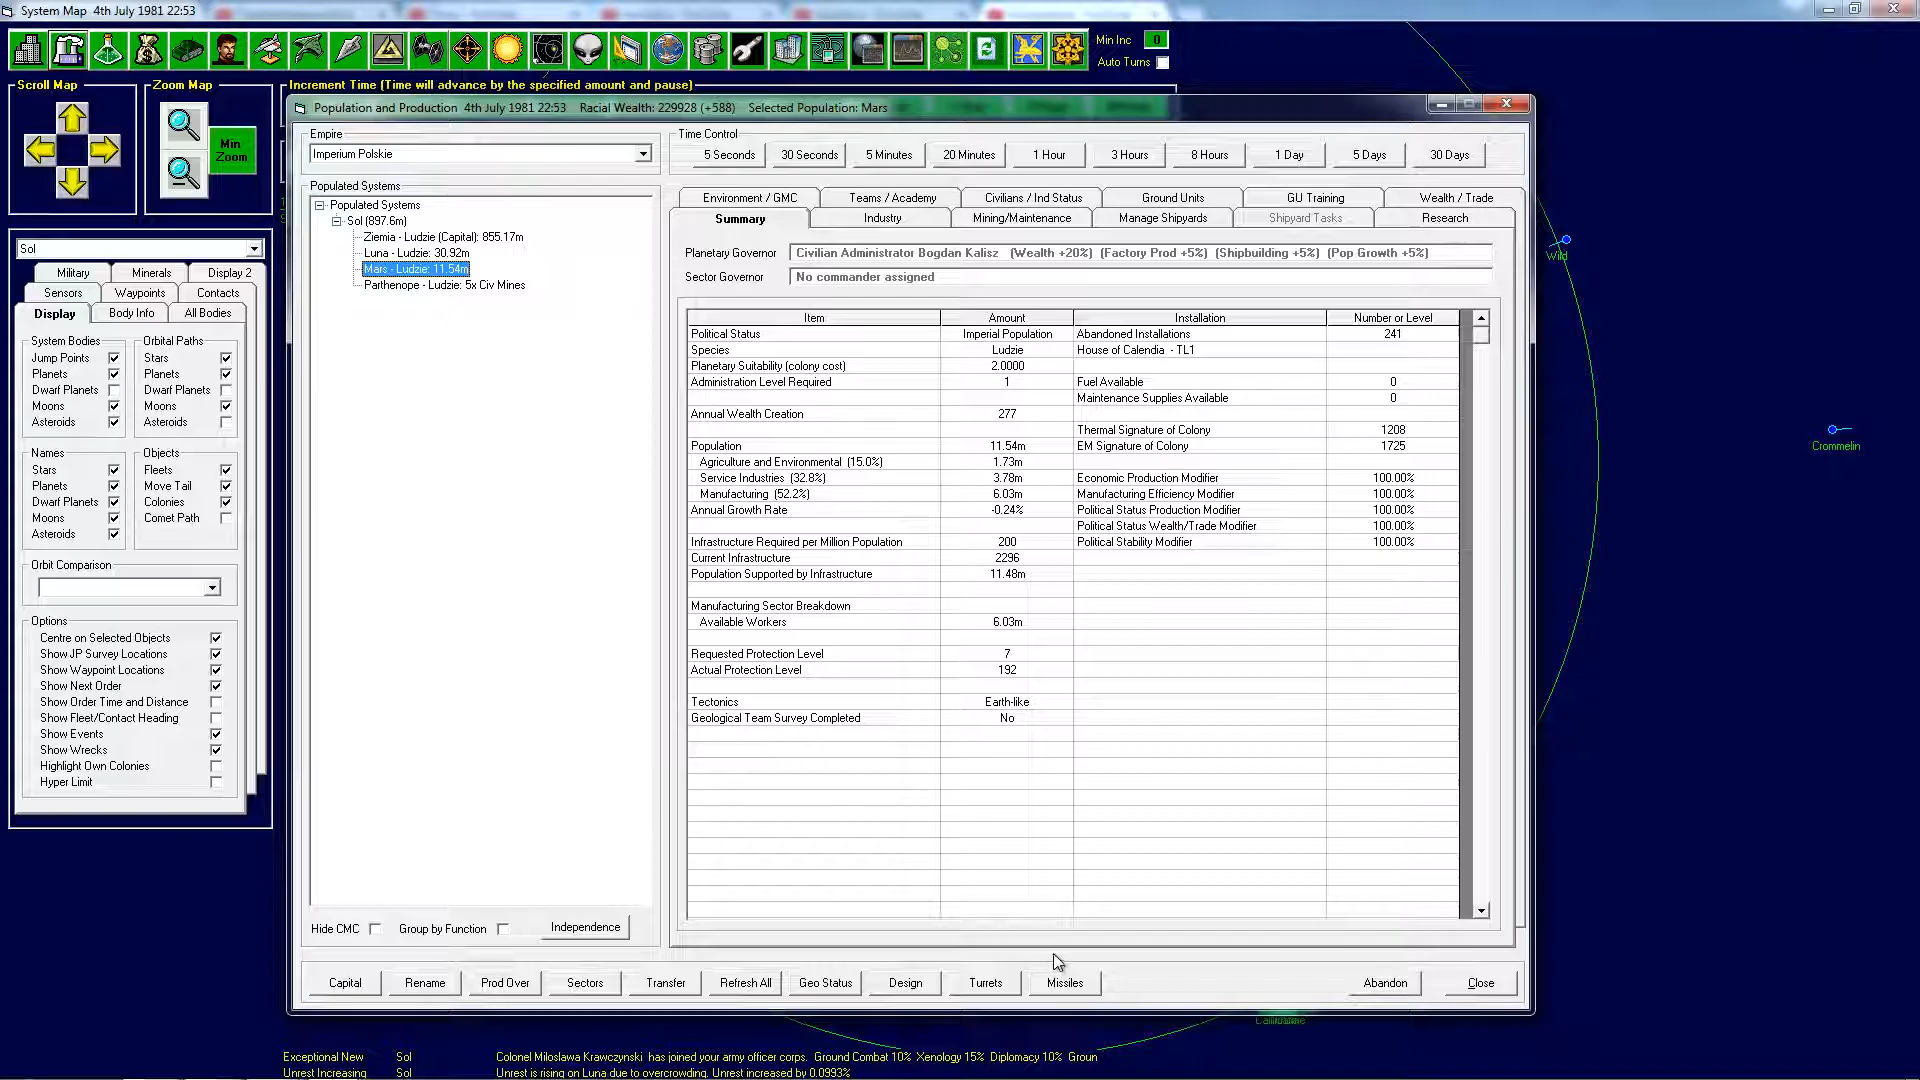 System Map  4th July 1981 22:53
Min Inc 0
Auto Turns
Scroll Map
Zoom Map
Min Zoom
Increment Time (Time will advance by the specified amount and pause)
Population and Production  4th July 1981 22:53  Racial Wealth: 229928 (+588)  Selected Population: Mars
Empire
Imperium Polskie
Time Control
5 Seconds  30 Seconds  5 Minutes  20 Minutes  1 Hour  3 Hours  8 Hours  1 Day  5 Days  30 Days
Populated Systems
Populated Systems
Sol (897.6m)
Ziemia - Ludzie (Capital): 855.17m
Luna - Ludzie: 30.92m
Mars - Ludzie: 11.54m
Parthenope - Ludzie: 5x Civ Mines
Environment / GMC  Teams / Academy  Civilians / Ind Status  Ground Units  GU Training  Wealth / Trade
Summary  Industry  Mining/Maintenance  Manage Shipyards  Shipyard Tasks  Research
Planetary Governor  Civilian Administrator Bogdan Kalisz  (Wealth +20%)  (Factory Prod +5%)  (Shipbuilding +5%)  (Pop Growth +5%)
Sector Governor  No commander assigned
Item  Amount  Installation  Number or Level
Political Status  Imperial Population  Abandoned Installations  241
Species  Ludzie  House of Calendia  - TL1
Planetary Suitability (colony cost)  2.0000
Administration Level Required  1  Fuel Available  0
Maintenance Supplies Available  0
Annual Wealth Creation  277
Thermal Signature of Colony  1208
Population  11.54m  EM Signature of Colony  1725
Agriculture and Environmental  (15.0%)  1.73m
Service Industries  (32.8%)  3.78m  Economic Production Modifier  100.00%
Manufacturing  (52.2%)  6.03m  Manufacturing Efficiency Modifier  100.00%
Annual Growth Rate  -0.24%  Political Status Production Modifier  100.00%
Political Status Wealth/Trade Modifier  100.00%
Infrastructure Required per Million Population  200  Political Stability Modifier  100.00%
Current Infrastructure  2296
Population Supported by Infrastructure  11.48m
Manufacturing Sector Breakdown
Available Workers  6.03m
Requested Protection Level  7
Actual Protection Level  192
Tectonics  Earth-like
Geological Team Survey Completed  No
Hide CMC  Group by Function  Independence
Capital  Rename  Prod Over  Sectors  Transfer  Refresh All  Geo Status  Design  Turrets  Missiles  Abandon  Close
Sol
Military  Minerals  Display 2
Sensors  Waypoints  Contacts
Display  Body Info  All Bodies
System Bodies
Jump Points
Planets
Dwarf Planets
Moons
Asteroids
Orbital Paths
Stars
Planets
Dwarf Planets
Moons
Asteroids
Names
Stars
Planets
Dwarf Planets
Moons
Asteroids
Objects
Fleets
Move Tail
Colonies
Comet Path
Orbit Comparison
Options
Centre on Selected Objects
Show JP Survey Locations
Show Waypoint Locations
Show Next Order
Show Order Time and Distance
Show Fleet/Contact Heading
Show Events
Show Wrecks
Highlight Own Colonies
Hyper Limit
Wild
Crommelin
Exceptional New  Sol  Colonel Miloslawa Krawczynski  has joined your army officer corps.  Ground Combat 10%  Xenology 15%  Diplomacy 10%  Groun
Unrest Increasing  Sol  Unrest is rising on Luna due to overcrowding. Unrest increased by 0.0993%